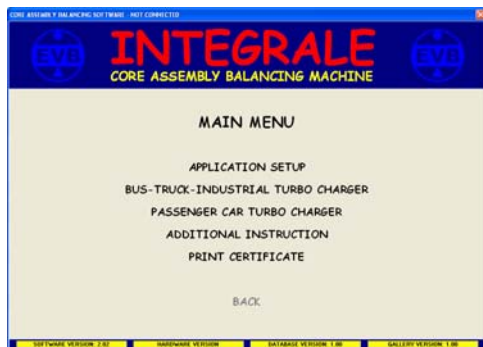 CORE ASSEMBLY BALANCING SOFTWARE - NOT CONNECTED
EVB
INTEGRALE
EVB
CORE ASSEMBLY BALANCING MACHINE
MAIN MENU
APPLICATION SETUP
BUS-TRUCK-INDUSTRIAL TURBO CHARGER
PASSENGER CAR TURBO CHARGER
ADDITIONAL INSTRUCTION
PRINT CERTIFICATE
BACK
SOFTWARE VERSION: 2.02 HARDWARE VERSION DATABASE VERSION: 1.00 GALLERY VERSION: 1.00